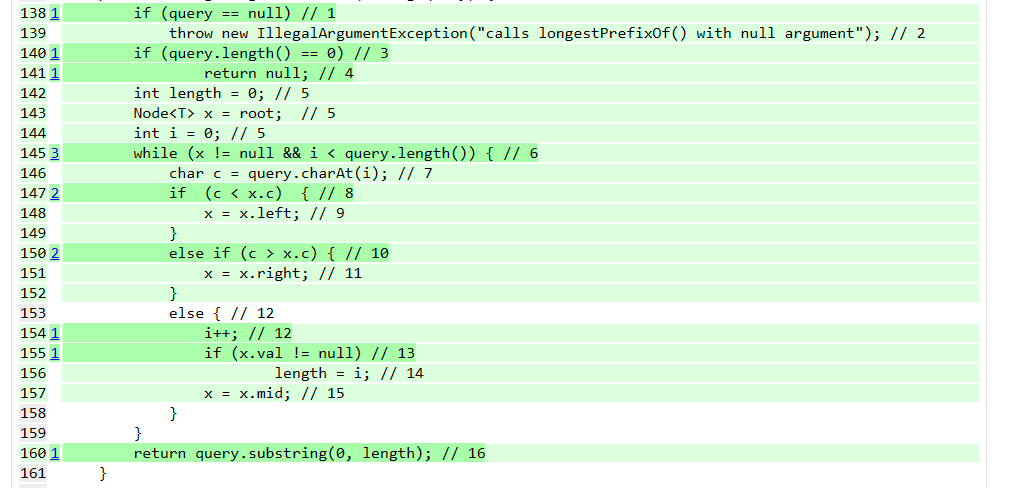 138 1 if (query == null) // 1
139 throw new IllegalArgumentException("calls longestPrefixOf() with null argument"); // 2
140 1 if (query.length() == 0) // 3
141 1 return null; // 4
142 int length = 0; // 5
143 Node<T> x = root; // 5
144 int i = 0; // 5
145 3 while (x != null && i < query.length()) { // 6
146 char c = query.charAt(i); // 7
147 2 if (c < x.c) { // 8
148 x = x.left; // 9
149 }
150 2 else if (c > x.c) { // 10
151 x = x.right; // 11
152 }
153 else { // 12
154 1 i++; // 12
155 1 if (x.val != null) // 13
156 length = i; // 14
157 x = x.mid; // 15
158 }
159 }
160 1 return query.substring(0, length); // 16
161 }